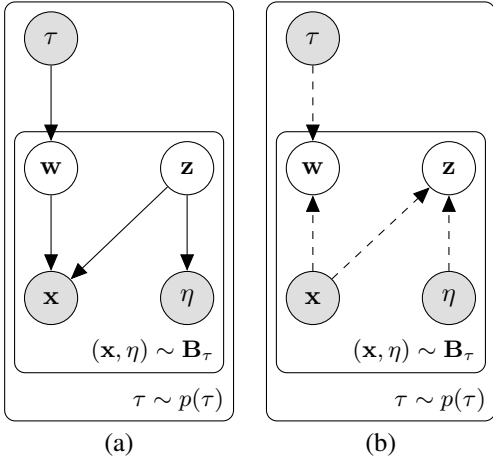 τ τ
w z w z
x η x η
(x, η) ∼ B_τ (x, η) ∼ B_τ
τ ∼ p(τ) τ ∼ p(τ)
(a) (b)